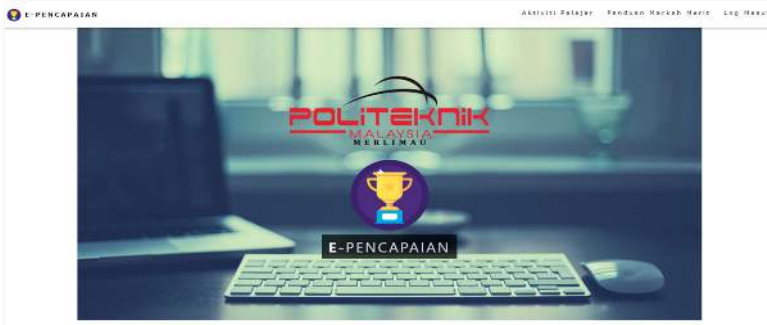 E-PENCAPAIAN
Aktiviti Pelajar Panduan Markah Merit Log Masuk
POLITEKNIK
MALAYSIA
MERLIMAU
E-PENCAPAIAN